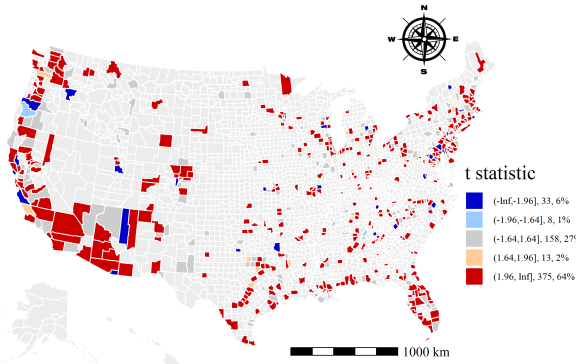 N
W E
S
t statistic
(-Inf,-1.96], 33, 6%
(-1.96,-1.64], 8, 1%
(-1.64,1.64], 158, 27%
(1.64,1.96], 13, 2%
(1.96, Inf], 375, 64%
1000 km